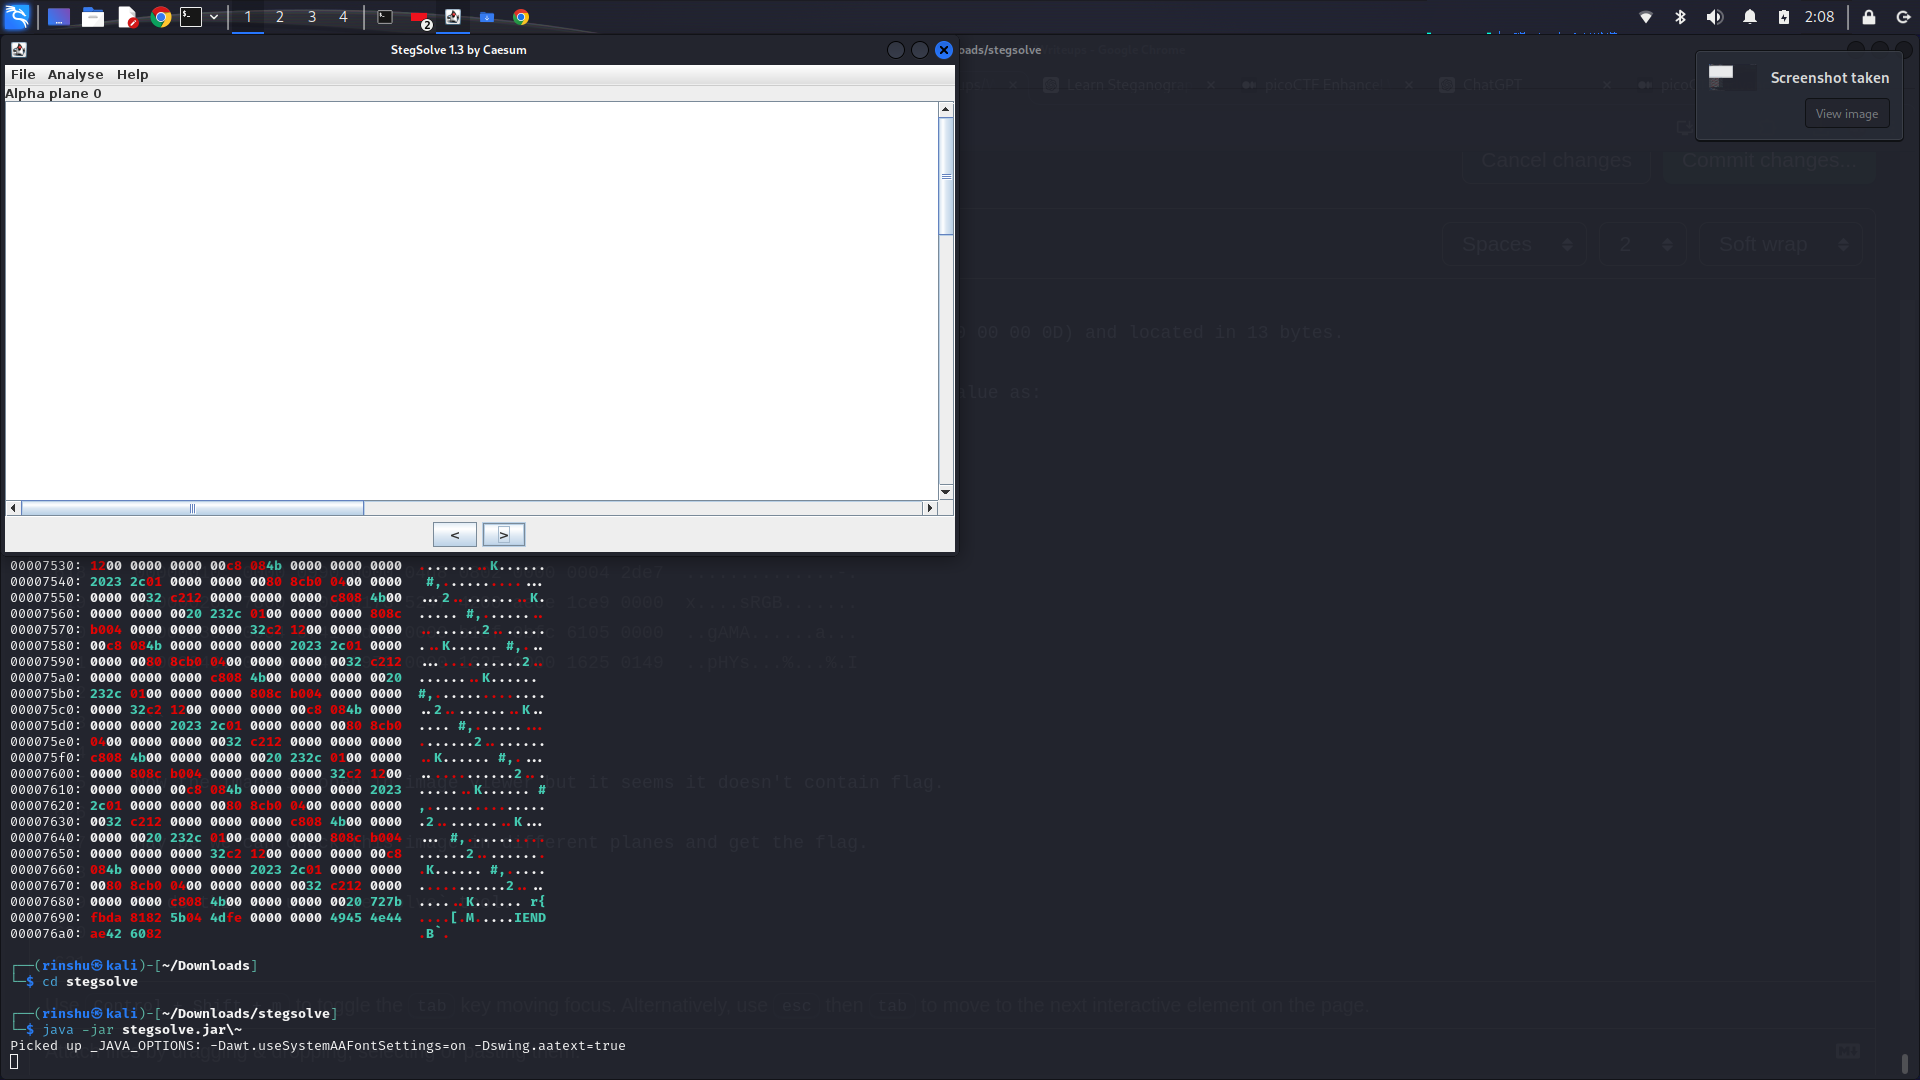 1 2 3 4 2 2:08
StegSolve 1.3 by Caesum
oads/stegsolve
File Analyse Help
Alpha plane 0
Learn Steganogra
picoCTF Enhance
ChatGPT
Screenshot taken
View image
Cancel changes
Commit changes...
Spaces 2 Soft wrap
00 00 0D) and located in 13 bytes.
alue as:
< >
00007530: 1200 0000 0000 00c8 084b 0000 0000 0000 .........K......
00007540: 2023 2c01 0000 0000 0080 8cb0 0400 0000 #,.............
00007550: 0000 0032 c212 0000 0000 0000 c808 4b00 ...2..........K.
00007560: 0000 0000 0020 232c 0100 0000 0000 808c ..... #,........
00007570: b004 0000 0000 0000 32c2 1200 0000 0000 ........2.......
00007580: 00c8 084b 0000 0000 0000 2023 2c01 0000 ...K...... #,...
00007590: 0000 0080 8cb0 0400 0000 0000 0032 c212 .............2..
000075a0: 0000 0000 0000 c808 4b00 0000 0000 0020 ........K......
000075b0: 232c 0100 0000 0000 808c b004 0000 0000 #,..............
000075c0: 0000 32c2 1200 0000 0000 00c8 084b 0000 ..2..........K..
000075d0: 0000 0000 2023 2c01 0000 0000 0080 8cb0 .... #,.........
000075e0: 0400 0000 0000 0032 c212 0000 0000 0000 .......2........
000075f0: c808 4b00 0000 0000 0020 232c 0100 0000 ..K...... #,....
00007600: 0000 808c b004 0000 0000 0000 32c2 1200 ............2...
00007610: 0000 0000 00c8 084b 0000 0000 0000 2023 .......K...... #
00007620: 2c01 0000 0000 0080 8cb0 0400 0000 0000 ,...............
00007630: 0032 c212 0000 0000 0000 c808 4b00 0000 .2..........K...
00007640: 0000 0020 232c 0100 0000 0000 808c b004 ... #,..........
00007650: 0000 0000 0000 32c2 1200 0000 0000 00c8 ......2.........
00007660: 084b 0000 0000 0000 2023 2c01 0000 0000 .K...... #,.....
00007670: 0080 8cb0 0400 0000 0000 0032 c212 0000 ...........2....
00007680: 0000 0000 c808 4b00 0000 0000 0020 727b ......K...... r{
00007690: fbda 8182 5b04 4dfe 0000 0000 4945 4e44 ....[.M.....IEND
000076a0: ae42 6082 .B`.
0004 2de7
1ce9 0000 x....sRGB.......
6105 0000 ..gAMA......a...
1625 0149 ..pHYs...%...%.I
image viewer but it seems it doesn't contain flag.
different planes and get the flag.
┌──(rinshu㉿kali)-[~/Downloads]
└─$ cd stegsolve
Use Control + Shift + m to toggle the tab key moving focus. Alternatively, use esc then tab to move to the next interactive element on the page.
┌──(rinshu㉿kali)-[~/Downloads/stegsolve]
└─$ java -jar stegsolve.jar\~
Picked up _JAVA_OPTIONS: -Dawt.useSystemAAFontSettings=on -Dswing.aatext=true